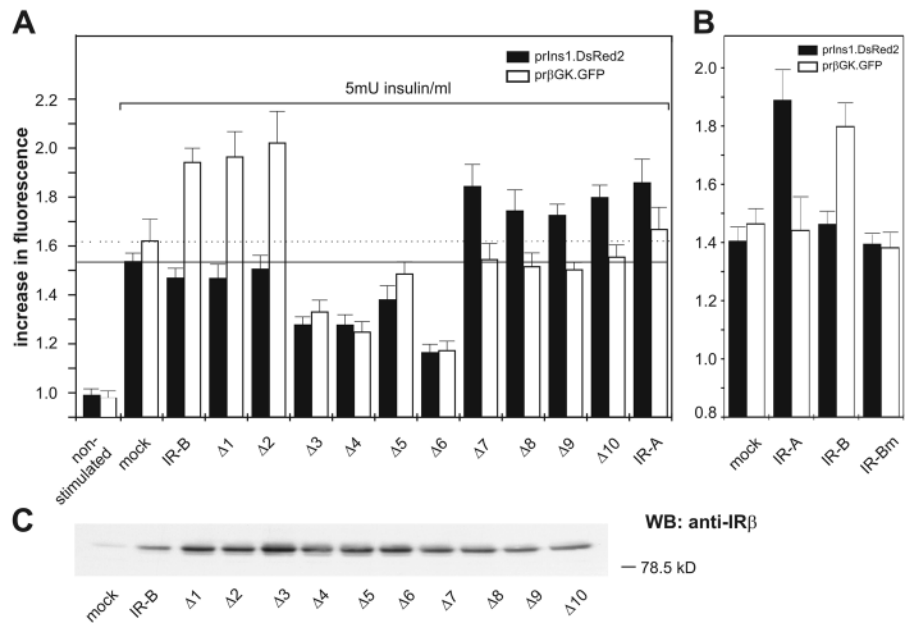 A
prIns1.DsRed2
prβGK.GFP
5mU insulin/ml
increase in fluorescence
2.2
2.0
1.8
1.6
1.4
1.2
1.0
non-
stimulated
mock
IR-B
Δ1
Δ2
Δ3
Δ4
Δ5
Δ6
Δ7
Δ8
Δ9
Δ10
IR-A
B
prIns1.DsRed2
prβGK.GFP
2.0
1.8
1.6
1.4
1.2
1.0
0.8
mock
IR-A
IR-B
IR-Bm
C
WB: anti-IRβ
78.5 kD
mock
IR-B
Δ1
Δ2
Δ3
Δ4
Δ5
Δ6
Δ7
Δ8
Δ9
Δ10